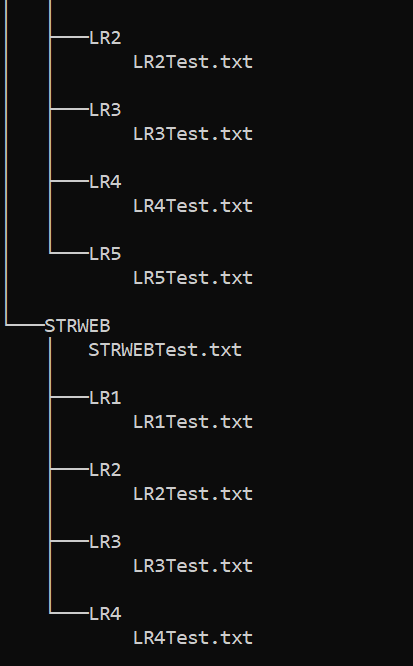 LR2
LR2Test.txt
LR3
LR3Test.txt
LR4
LR4Test.txt
LR5
LR5Test.txt
STRWEB
STRWEBTest.txt
LR1
LR1Test.txt
LR2
LR2Test.txt
LR3
LR3Test.txt
LR4
LR4Test.txt